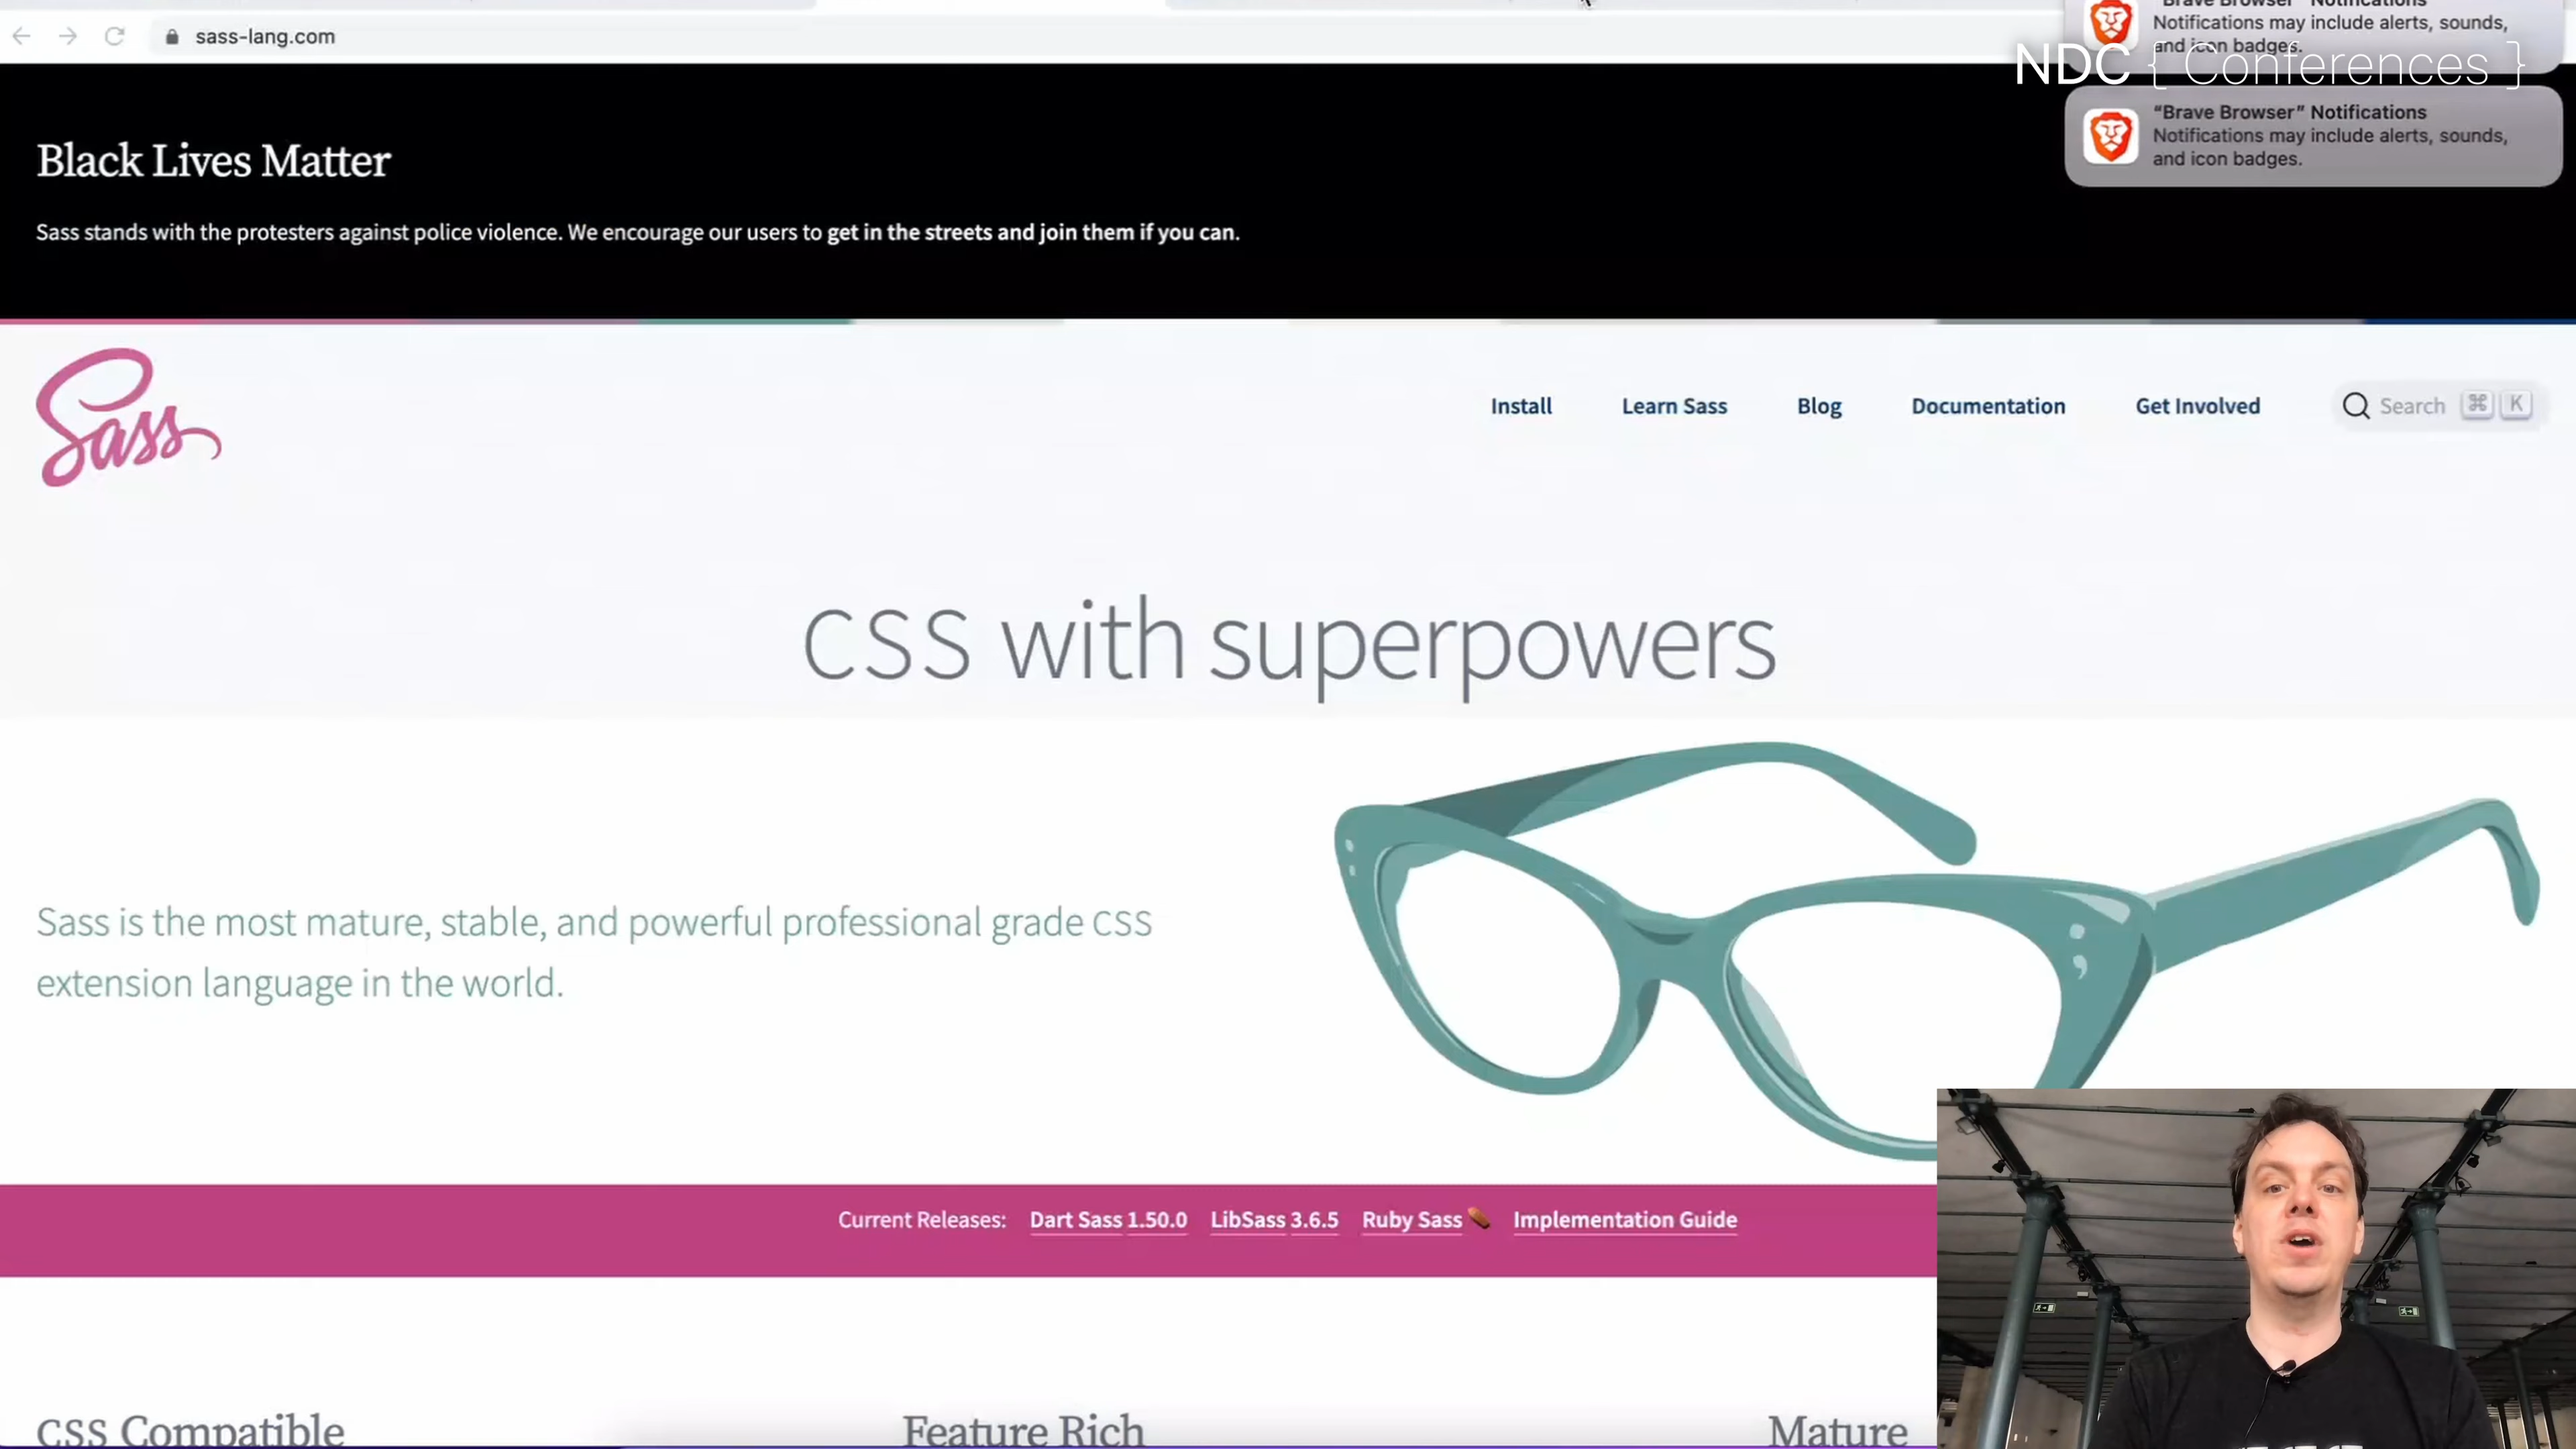 sass-lang.com
"Brave Browser" Notifications
Notifications may include alerts, sounds,
and icon badges.
NDC { Conferences }
"Brave Browser" Notifications
Notifications may include alerts, sounds,
and icon badges.
Black Lives Matter
Sass stands with the protesters against police violence. We encourage our users to get in the streets and join them if you can.
Sass
Install
Learn Sass
Blog
Documentation
Get Involved
Search ⌘ K
CSS with superpowers
Sass is the most mature, stable, and powerful professional grade CSS
extension language in the world.
Current Releases: Dart Sass 1.50.0 LibSass 3.6.5 Ruby Sass Implementation Guide
CSS Compatible
Feature Rich
Mature